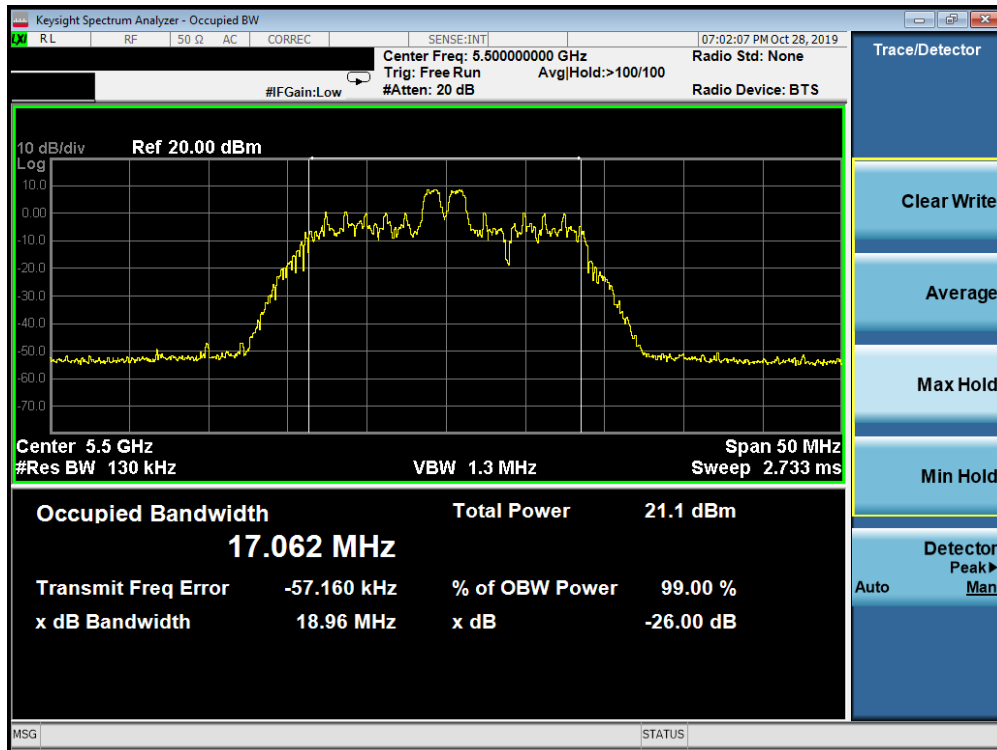 Keysight Spectrum Analyzer - Occupied BW
LXI RL RF 50 Ω AC CORREC SENSE:INT 07:02:07 PM Oct 28, 2019
Center Freq: 5.500000000 GHz Radio Std: None
Trig: Free Run Avg|Hold:>100/100
#IFGain:Low #Atten: 20 dB Radio Device: BTS
10 dB/div Ref 20.00 dBm
Log
10.0
0.00
-10.0
-20.0
-30.0
-40.0
-50.0
-60.0
-70.0
Center 5.5 GHz Span 50 MHz
#Res BW 130 kHz VBW 1.3 MHz Sweep 2.733 ms
Occupied Bandwidth Total Power 21.1 dBm
17.062 MHz
Transmit Freq Error -57.160 kHz % of OBW Power 99.00 %
x dB Bandwidth 18.96 MHz x dB -26.00 dB
MSG STATUS
Trace/Detector
Clear Write
Average
Max Hold
Min Hold
Detector
Peak▶
Auto Man